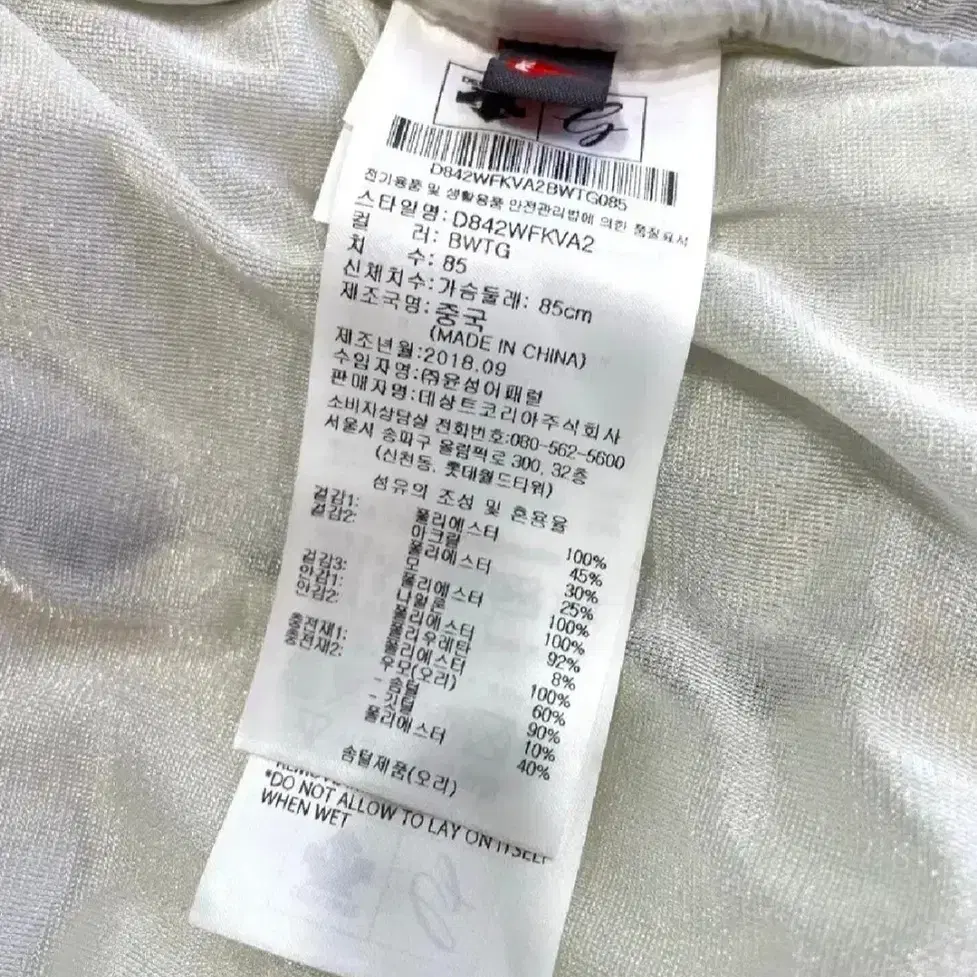 D842WFKVA2BWTG085
전기용품 및 생활용품 안전관리법에 의한 품질표시
스타일명: D842WFKVA2
컬 러: BWTG
치 수: 85
신체치수:가슴둘레: 85cm
제조국명:중국
(MADE IN CHINA)
제조년월:2018.09
수입자명:㈜윤성어패럴
판매자명:데상트코리아주식회사
소비자상담실 전화번호:080-562-5600
서울시 송파구 올림픽로 300, 32층
(신천동, 롯데월드타워)
섬유의 조성 및 혼용율
겉감1: 폴리에스터 100%
겉감2: 아크릴 45%
폴리에스터 30%
모 25%
겉감3: 폴리에스터 100%
안감1: 나일론 100%
안감2: 폴리에스터 92%
폴리우레탄 8%
충전재1: 폴리에스터 100%
충전재2: 우모(오리) 60%
- 솜털 90%
- 깃털 10%
폴리에스터 40%
솜털제품(오리)
*DO NOT ALLOW TO LAY ON ITSELF
WHEN WET